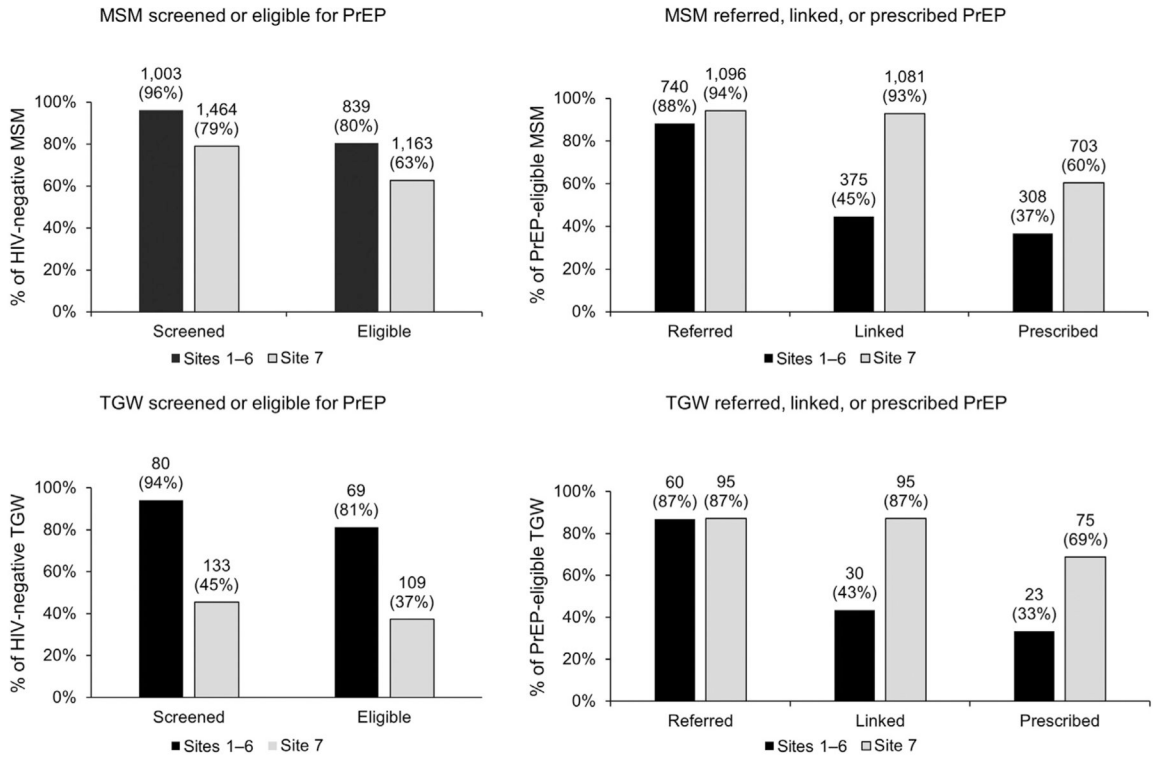 MSM screened or eligible for PrEP
% of HIV-negative MSM
100%
80%
60%
40%
20%
0%
1,003
(96%)
1,464
(79%)
839
(80%)
1,163
(63%)
Screened
Eligible
Sites 1–6
Site 7
MSM referred, linked, or prescribed PrEP
% of PrEP-eligible MSM
100%
80%
60%
40%
20%
0%
740
(88%)
1,096
(94%)
375
(45%)
1,081
(93%)
308
(37%)
703
(60%)
Referred
Linked
Prescribed
Sites 1–6
Site 7
TGW screened or eligible for PrEP
% of HIV-negative TGW
100%
80%
60%
40%
20%
0%
80
(94%)
133
(45%)
69
(81%)
109
(37%)
Screened
Eligible
Sites 1–6
Site 7
TGW referred, linked, or prescribed PrEP
% of PrEP-eligible TGW
100%
80%
60%
40%
20%
0%
60
(87%)
95
(87%)
30
(43%)
95
(87%)
23
(33%)
75
(69%)
Referred
Linked
Prescribed
Sites 1–6
Site 7